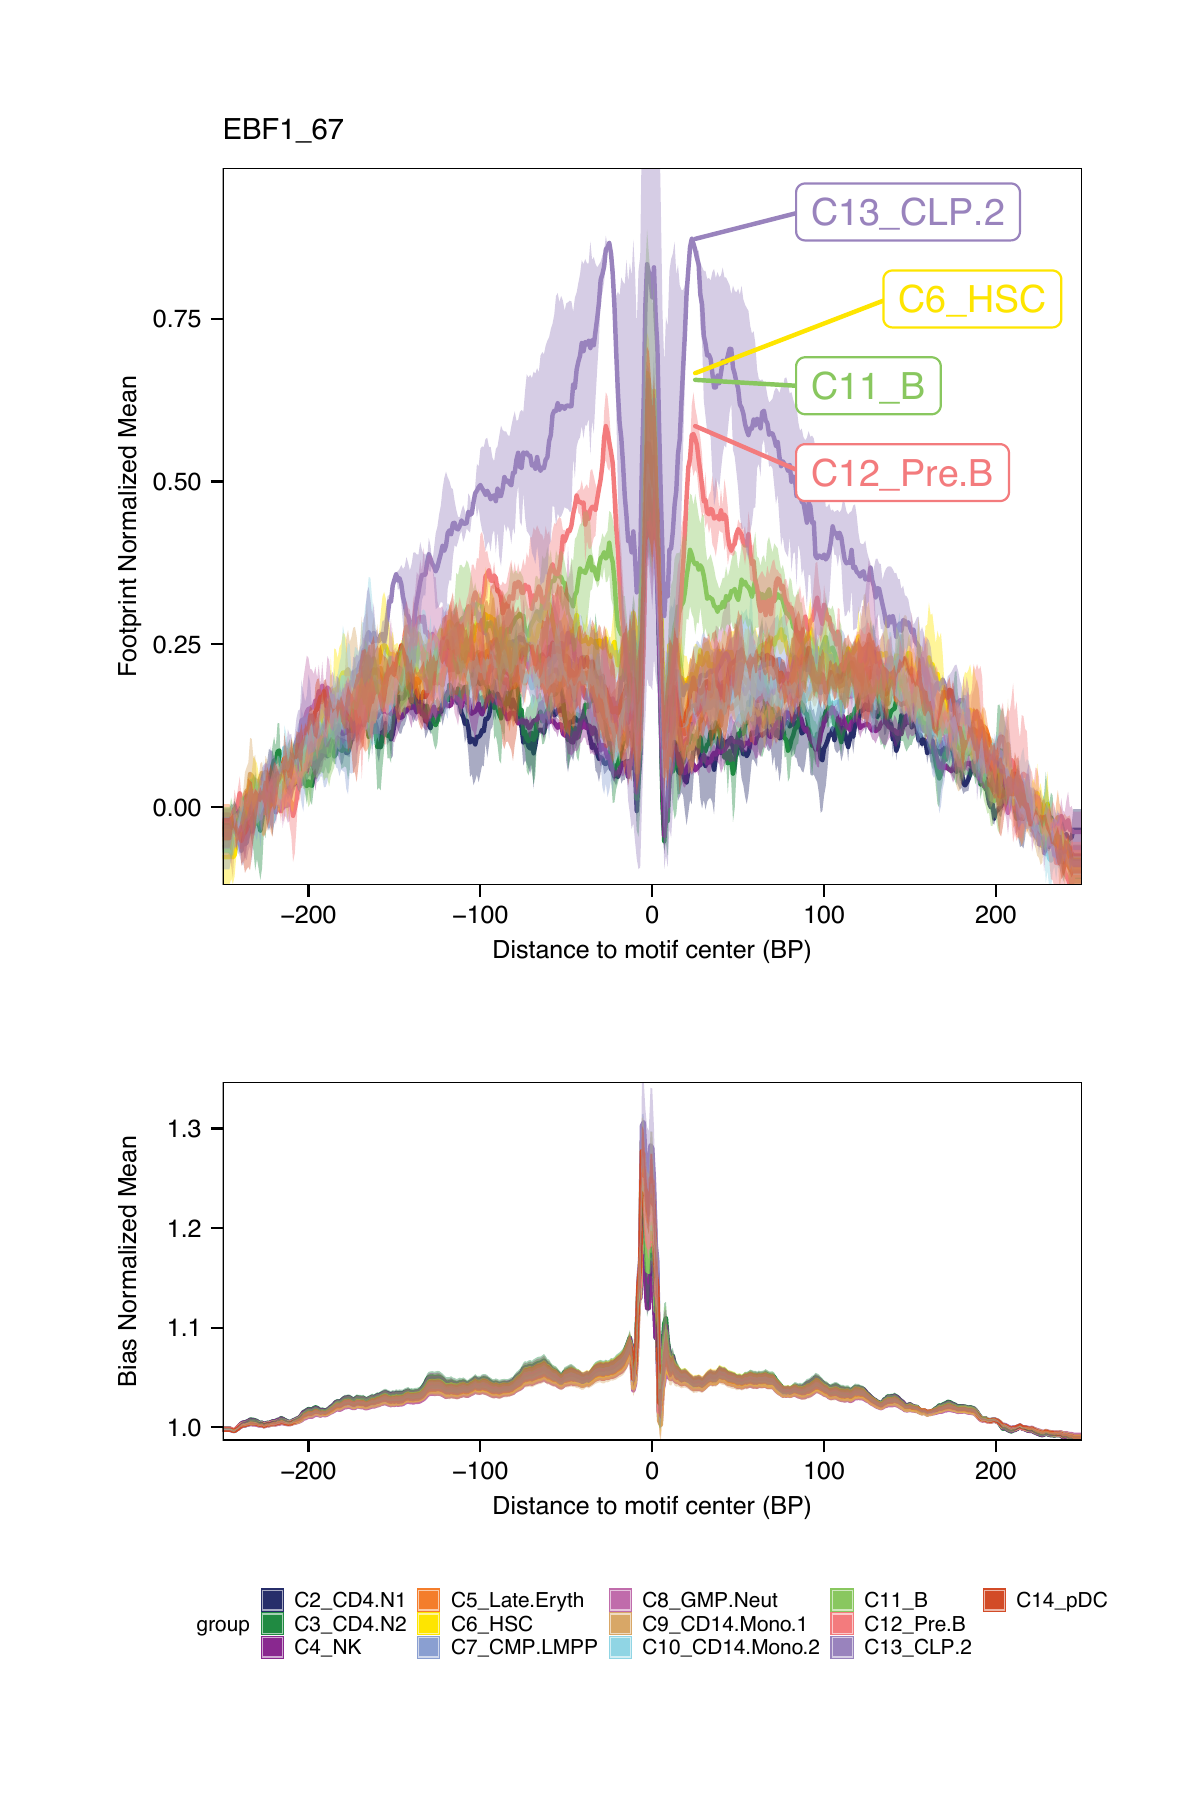 EBF1_67
C13_CLP.2
C6_HSC
C11_B
C12_Pre.B
Footprint Normalized Mean
0.75
0.50
0.25
0.00
−200 −100 0 100 200
Distance to motif center (BP)
Bias Normalized Mean
1.3
1.2
1.1
1.0
−200 −100 0 100 200
Distance to motif center (BP)
group
C2_CD4.N1 C5_Late.Eryth C8_GMP.Neut C11_B C14_pDC
C3_CD4.N2 C6_HSC C9_CD14.Mono.1 C12_Pre.B
C4_NK C7_CMP.LMPP C10_CD14.Mono.2 C13_CLP.2